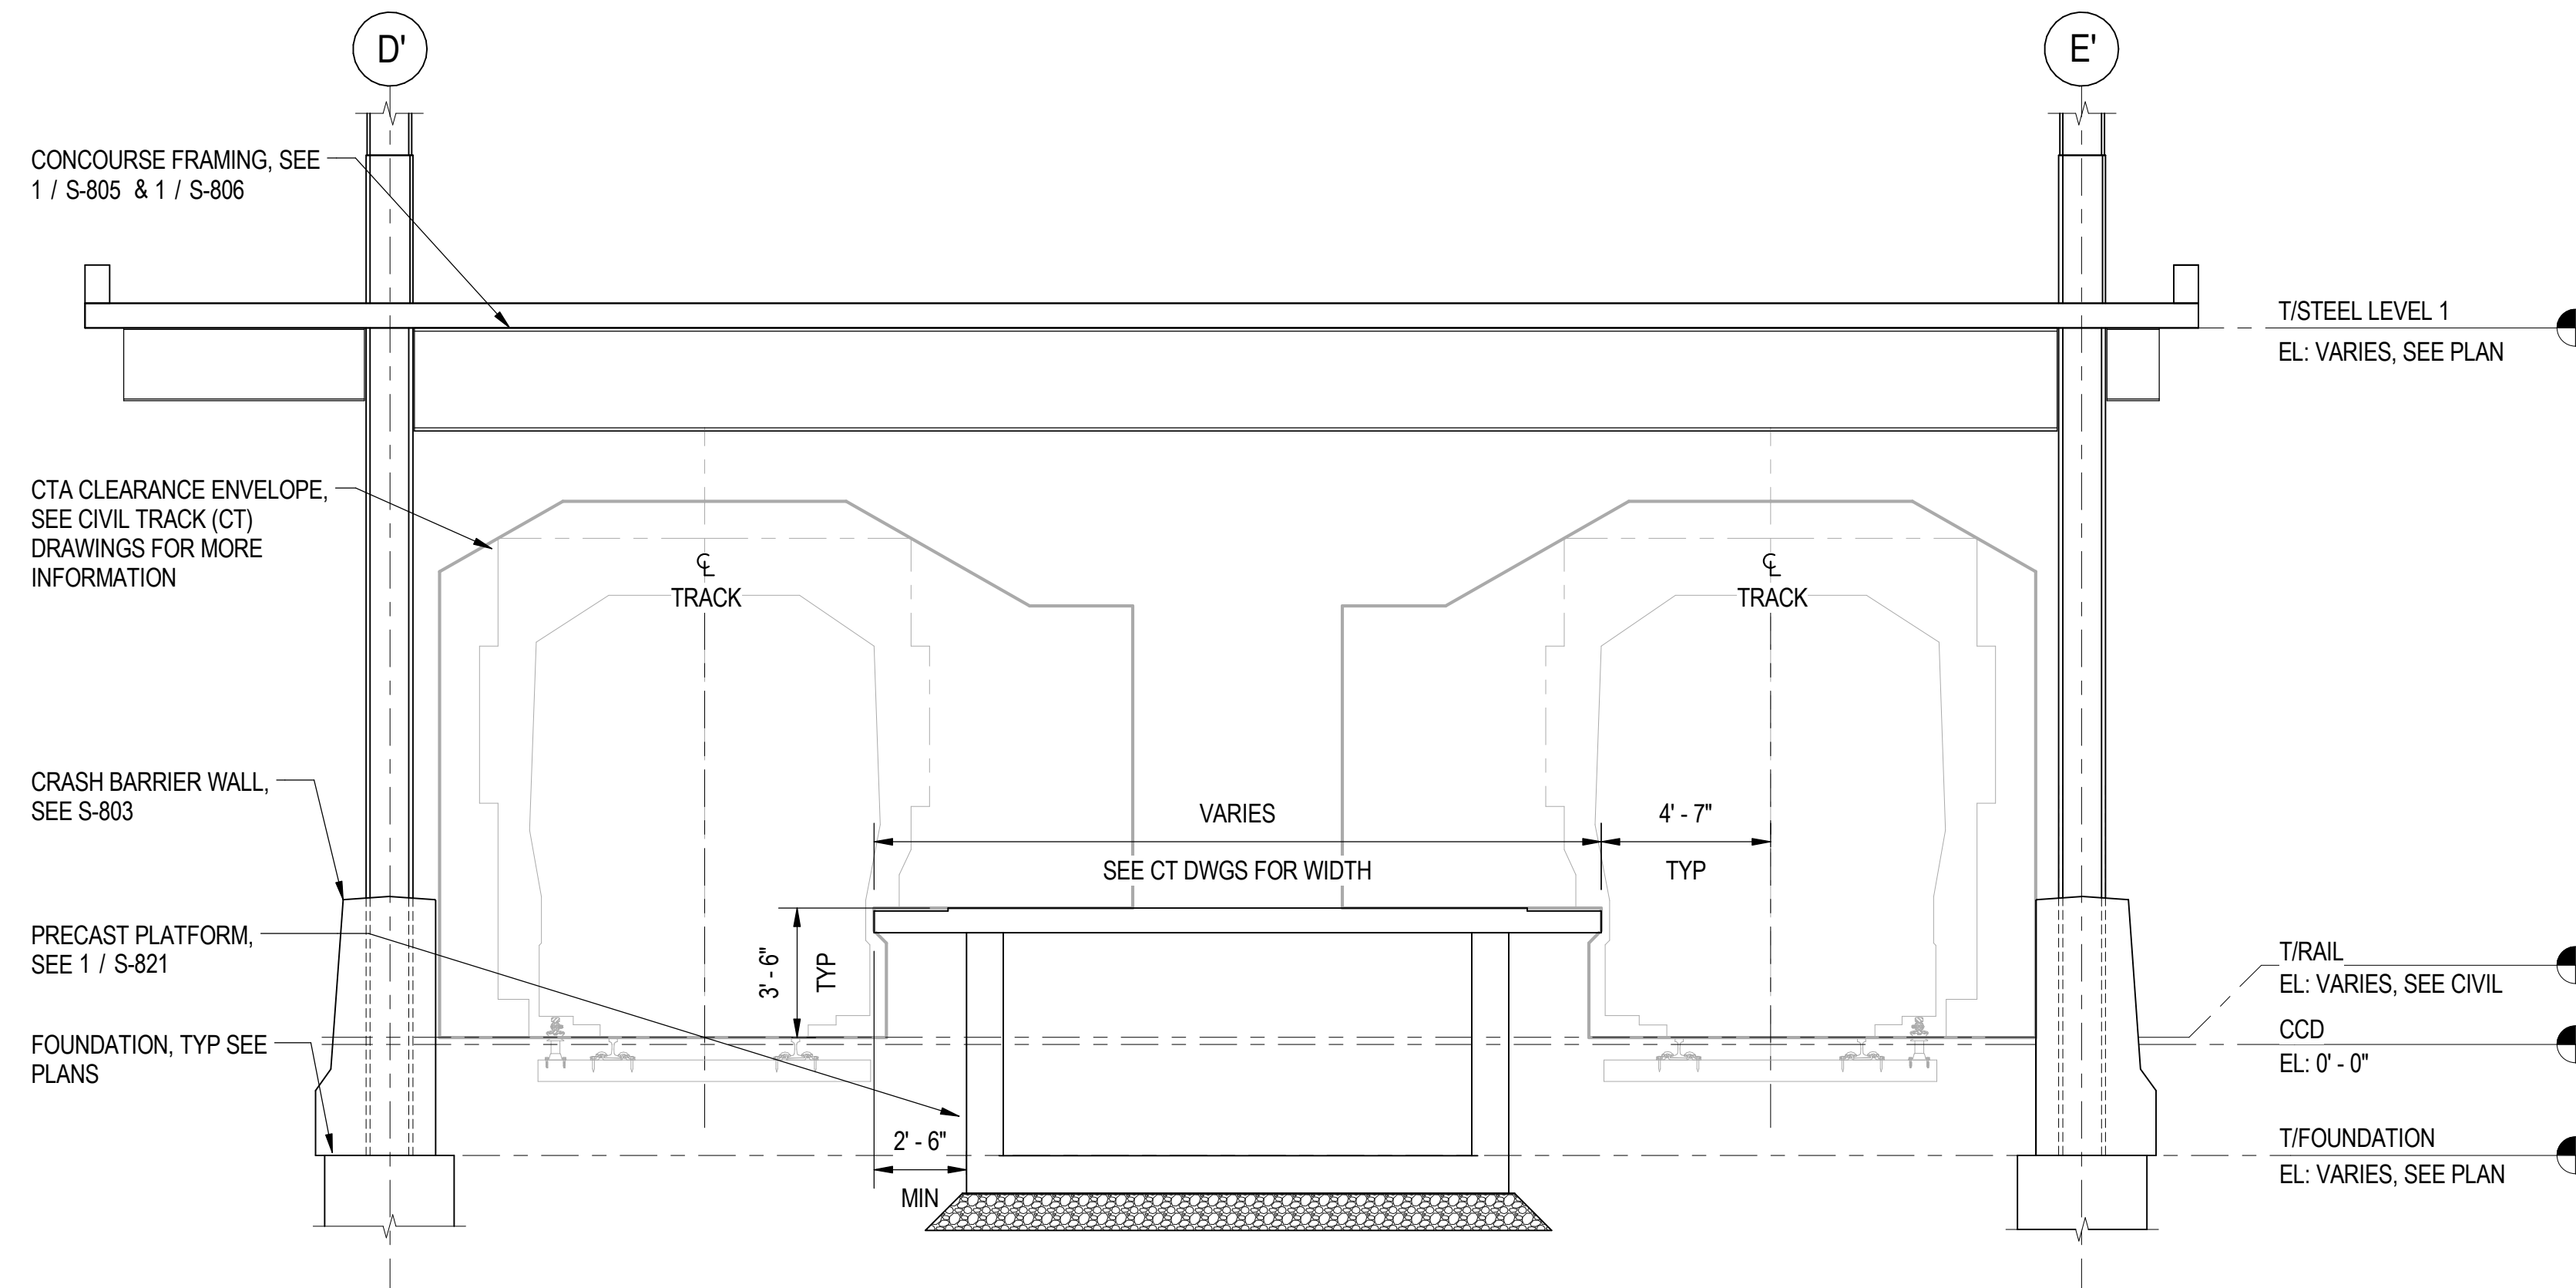 D'
E'
CONCOURSE FRAMING, SEE
1 / S-805 & 1 / S-806
T/STEEL LEVEL 1
EL: VARIES, SEE PLAN
CTA CLEARANCE ENVELOPE,
SEE CIVIL TRACK (CT)
DRAWINGS FOR MORE
INFORMATION
℄
TRACK
℄
TRACK
CRASH BARRIER WALL,
SEE S-803
VARIES
SEE CT DWGS FOR WIDTH
4' - 7"
TYP
PRECAST PLATFORM,
SEE 1 / S-821
3' - 6"
TYP
T/RAIL
EL: VARIES, SEE CIVIL
CCD
EL: 0' - 0"
FOUNDATION, TYP SEE
PLANS
2' - 6"
MIN
T/FOUNDATION
EL: VARIES, SEE PLAN